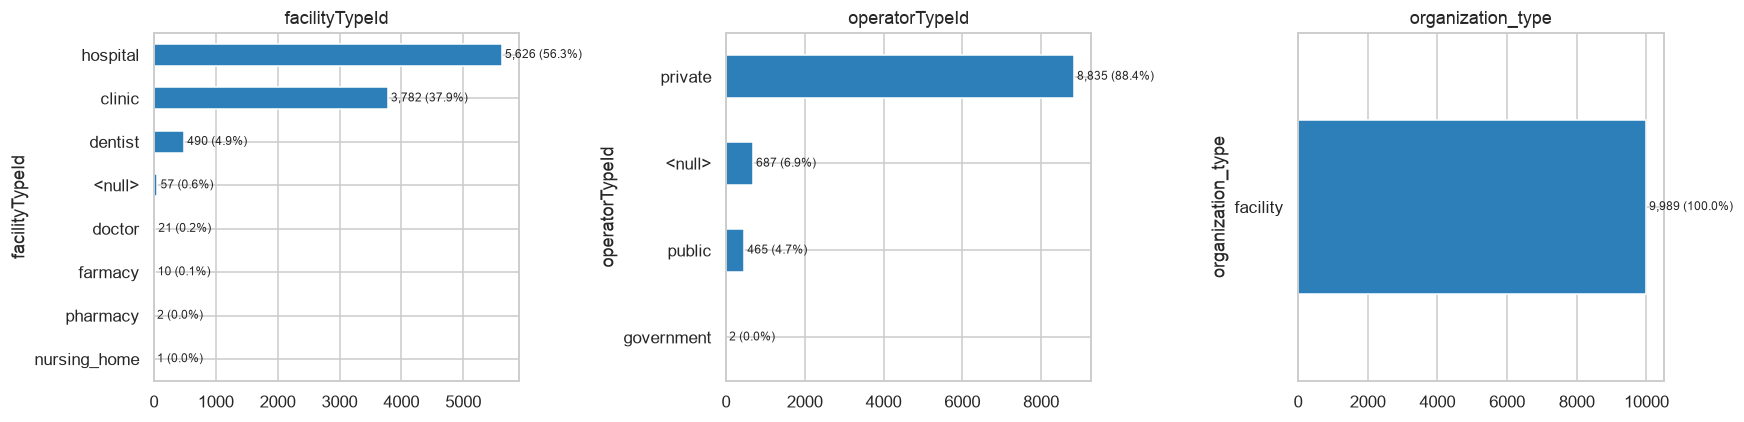 facilityTypeId
facilityTypeId
hospital
5,626 (56.3%)
clinic
3,782 (37.9%)
dentist
490 (4.9%)
<null>
57 (0.6%)
doctor
21 (0.2%)
farmacy
10 (0.1%)
pharmacy
2 (0.0%)
nursing_home
1 (0.0%)
0 1000 2000 3000 4000 5000
operatorTypeId
operatorTypeId
private
8,835 (88.4%)
<null>
687 (6.9%)
public
465 (4.7%)
government
2 (0.0%)
0 2000 4000 6000 8000
organization_type
organization_type
facility
9,989 (100.0%)
0 2000 4000 6000 8000 10000